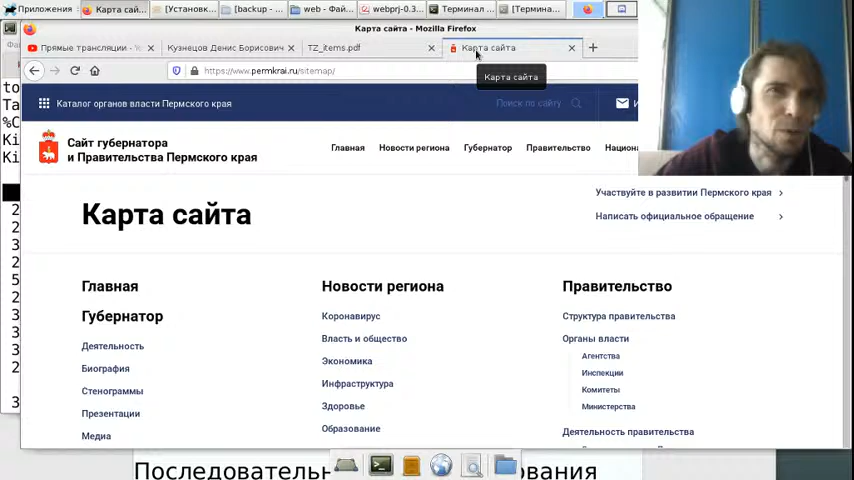 Приложения Карта сайт... [Установк... [backup - ... web - Фай... webprj-0.3... Терминал ... [Термина...
Карта сайта - Mozilla Firefox
Прямые трансляции - Yo Кузнецов Денис Борисович TZ_items.pdf Карта сайта
https://www.permkrai.ru/sitemap/
Карта сайта
Каталог органов власти Пермского края Поиск по сайту
Сайт губернатора
и Правительства Пермского края
Главная Новости региона Губернатор Правительство Национа
Участвуйте в развитии Пермского края
Карта сайта
Написать официальное обращение
Главная Новости региона Правительство
Губернатор Коронавирус Структура правительства
Деятельность Власть и общество Органы власти
Биография Экономика Агентства
Стенограммы Инфраструктура Инспекции
Презентации Здоровье Комитеты
Медиа Образование Министерства
Деятельность правительства